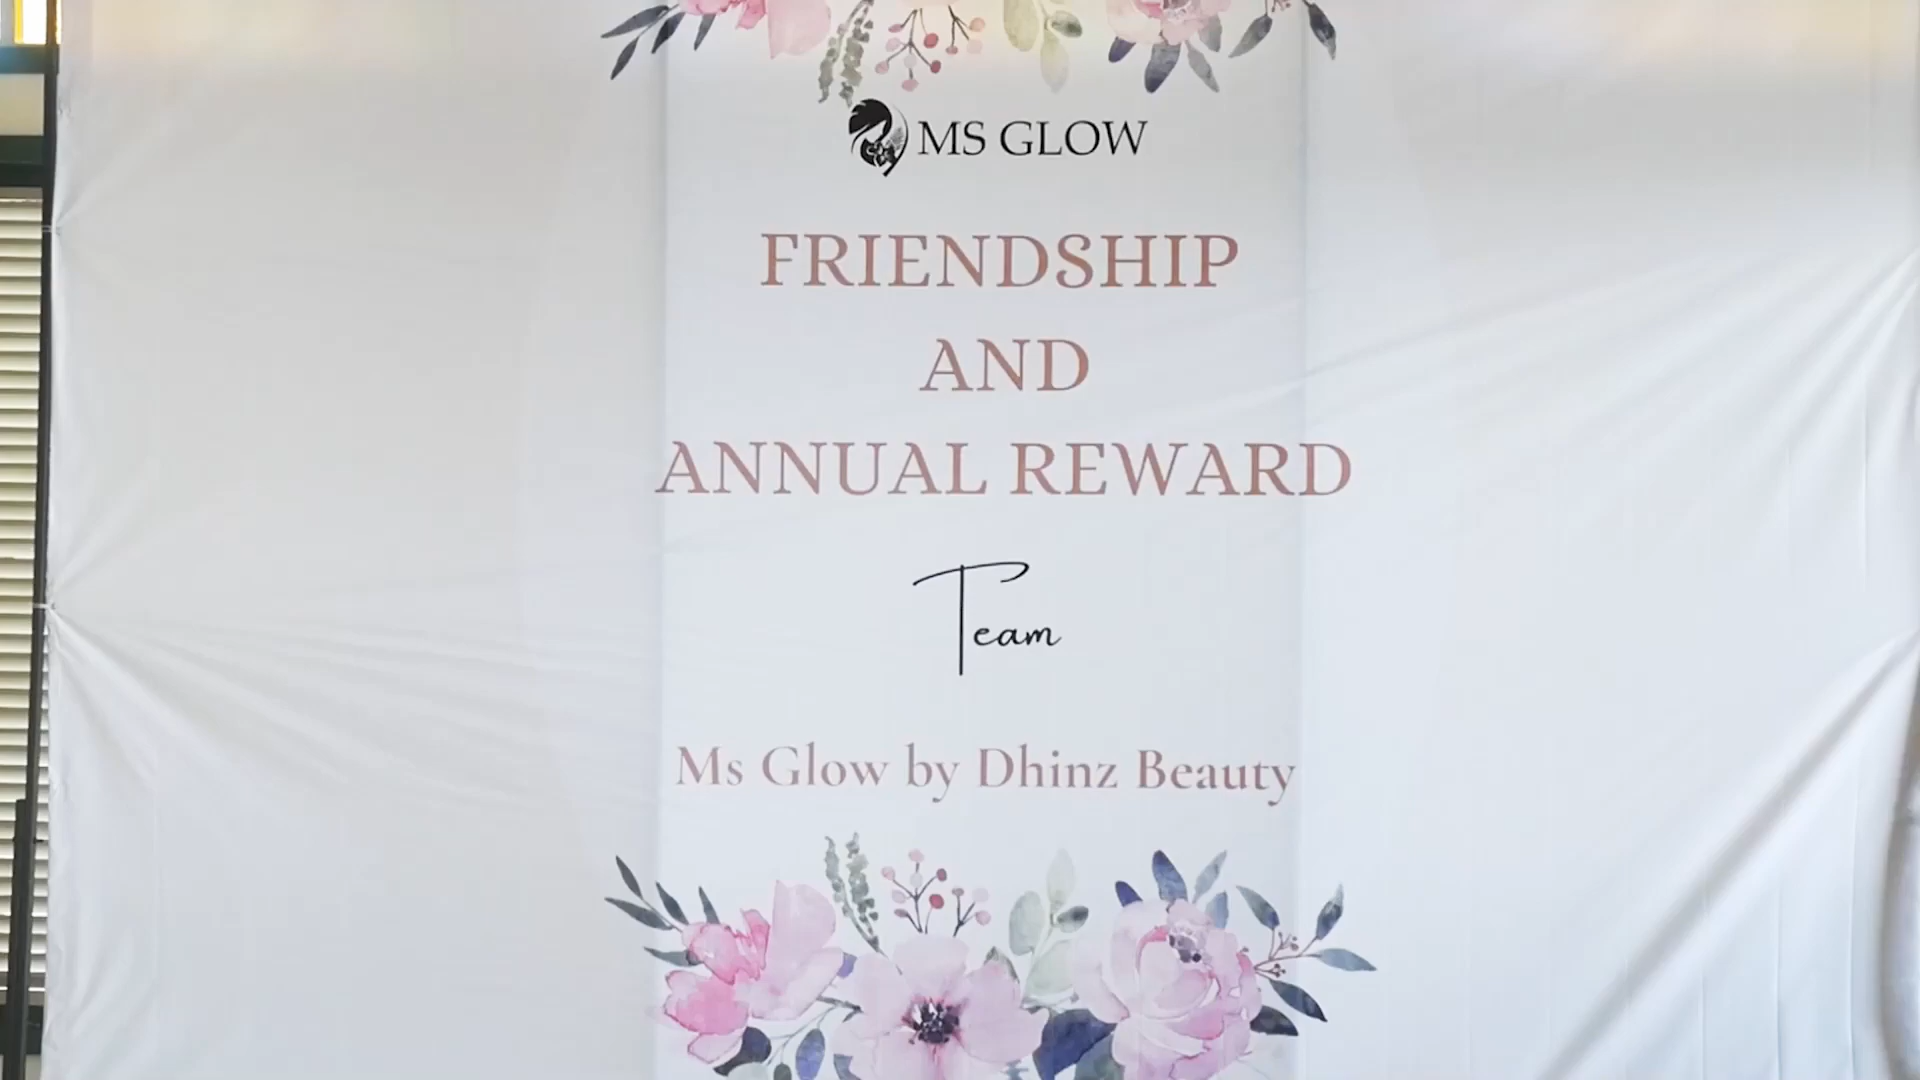 MS GLOW
FRIENDSHIP
AND
ANNUAL REWARD
Team
Ms Glow by Dhinz Beauty